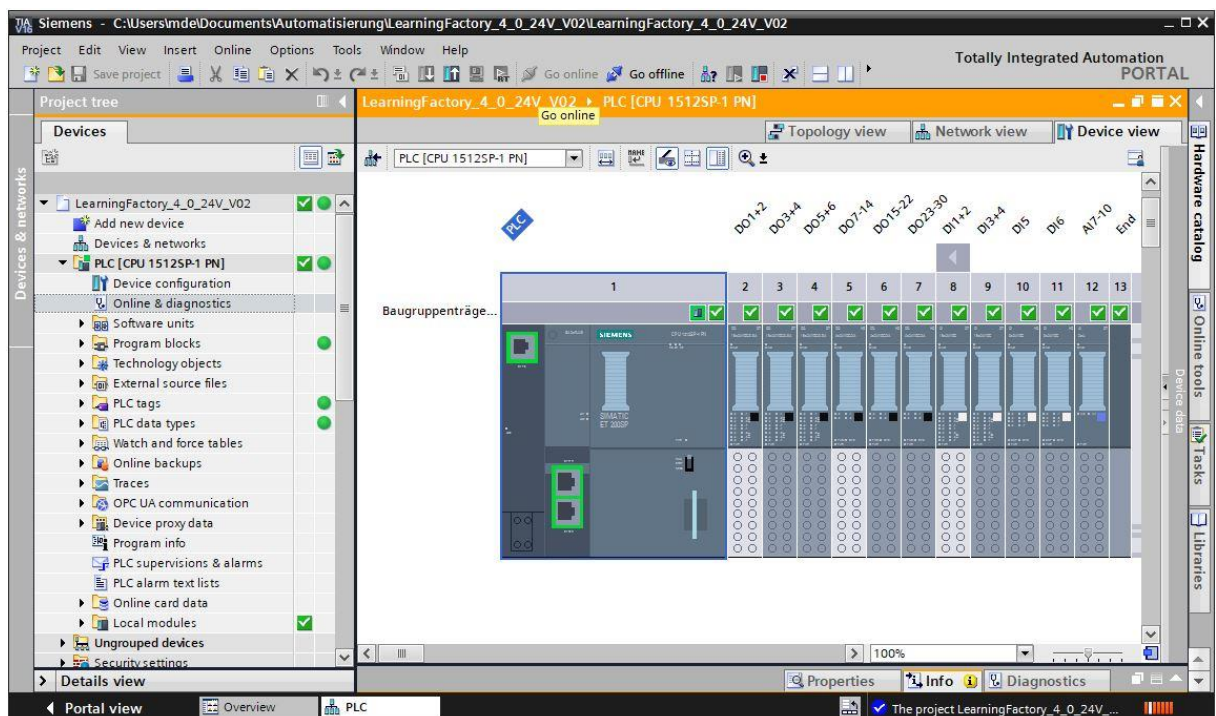 TIA V16 Siemens - C:\Users\mde\Documents\Automatisierung\LearningFactory_4_0_24V_V02\LearningFactory_4_0_24V_V02
Project Edit View Insert Online Options Tools Window Help
Totally Integrated Automation
PORTAL
Save project Go online Go offline
Project tree
LearningFactory_4_0_24V_V02 PLC [CPU 1512SP-1 PN]
Go online
Devices
Topology view Network view Device view
PLC [CPU 1512SP-1 PN]
Devices & networks
LearningFactory_4_0_24V_V02
Add new device
Devices & networks
PLC [CPU 1512SP-1 PN]
Device configuration
Online & diagnostics
Software units
Program blocks
Technology objects
External source files
PLC tags
PLC data types
Watch and force tables
Online backups
Traces
OPC UA communication
Device proxy data
Program info
PLC supervisions & alarms
PLC alarm text lists
Online card data
Local modules
Ungrouped devices
Security settings
Details view
PLC
DO1+2 DO3+4 DO5+6 DO7-14 DO15-22 DO23-30 DI1+2 DI3+4 DI5 DI6 AI7-10 End
1 2 3 4 5 6 7 8 9 10 11 12 13
Baugruppenträge...
SIEMENS
SIMATIC
ET 200SP
100%
Device data
Hardware catalog
Online tools
Tasks
Libraries
Properties Info Diagnostics
Portal view Overview PLC
The project LearningFactory_4_0_24V_...